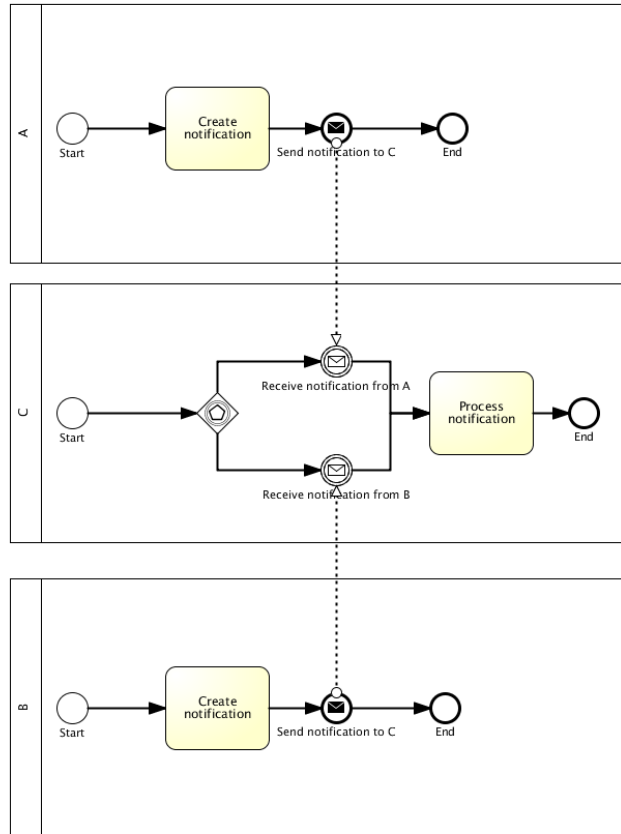 A
Start
Create
notification
Send notification to C
End
C
Start
Receive notification from A
Receive notification from B
Process
notification
End
B
Start
Create
notification
Send notification to C
End